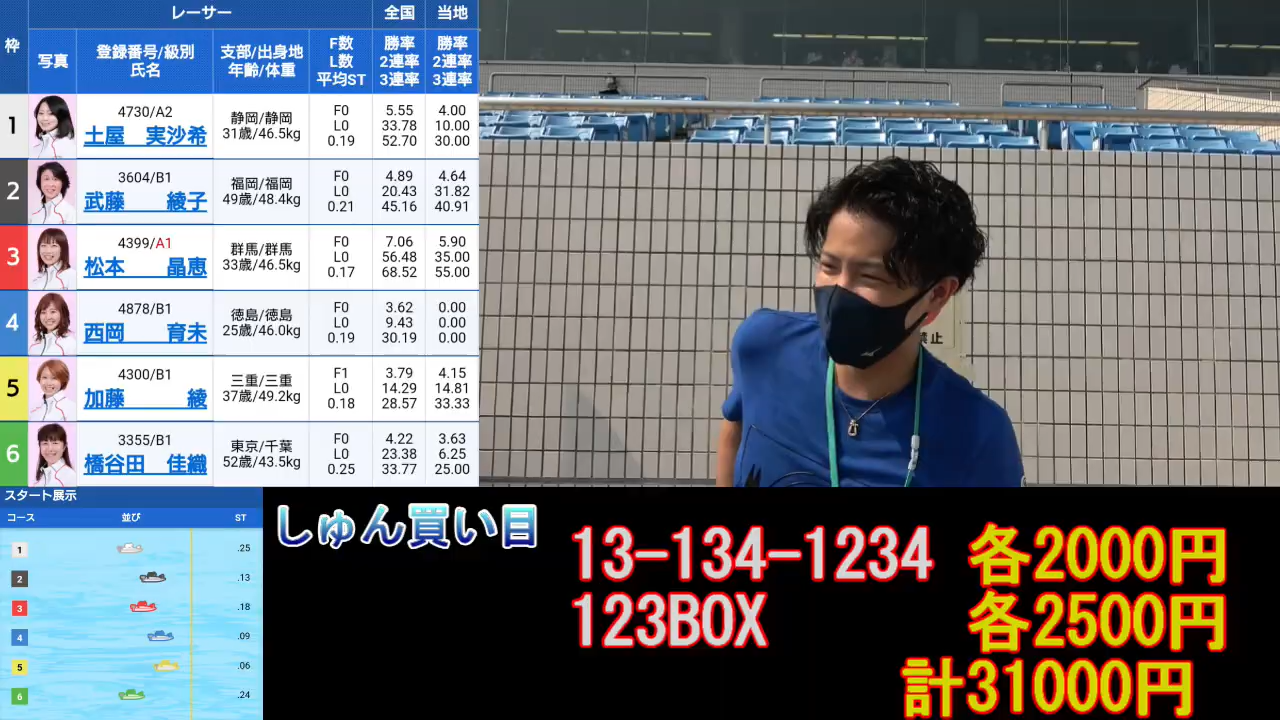 枠 レーサー 全国 当地
写真 登録番号/級別 氏名 支部/出身地 年齢/体重 F数 L数 平均ST 勝率 2連率 3連率 勝率 2連率 3連率
1 4730/A2 土屋 実沙希 静岡/静岡 31歳/46.5kg F0 L0 0.19 5.55 33.78 52.70 4.00 10.00 30.00
2 3604/B1 武藤 綾子 福岡/福岡 49歳/48.4kg F0 L0 0.21 4.89 20.43 45.16 4.64 31.82 40.91
3 4399/A1 松本 晶恵 群馬/群馬 33歳/46.5kg F0 L0 0.17 7.06 56.48 68.52 5.90 35.00 55.00
4 4878/B1 西岡 育未 徳島/徳島 25歳/46.0kg F0 L0 0.19 3.62 9.43 30.19 0.00 0.00 0.00
5 4300/B1 加藤 綾 三重/三重 37歳/49.2kg F1 L0 0.18 3.79 14.29 28.57 4.15 14.81 33.33
6 3355/B1 橋谷田 佳織 東京/千葉 52歳/43.5kg F0 L0 0.25 4.22 23.38 33.77 3.63 6.25 25.00
禁止
スタート展示
コース 並び ST
1 .25
2 .13
3 .18
4 .09
5 .06
6 .24
しゅん買い目
13-134-1234 各2000円
123BOX 各2500円
計31000円